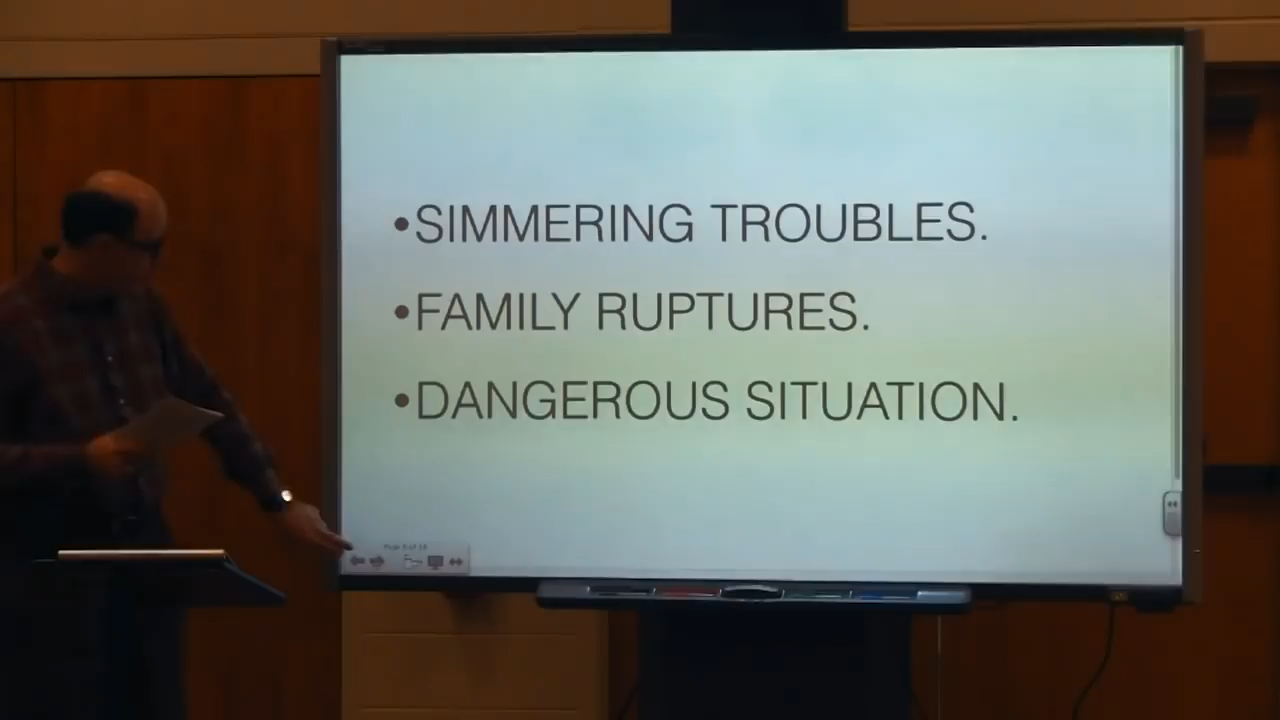 •SIMMERING TROUBLES.
•FAMILY RUPTURES.
•DANGEROUS SITUATION.